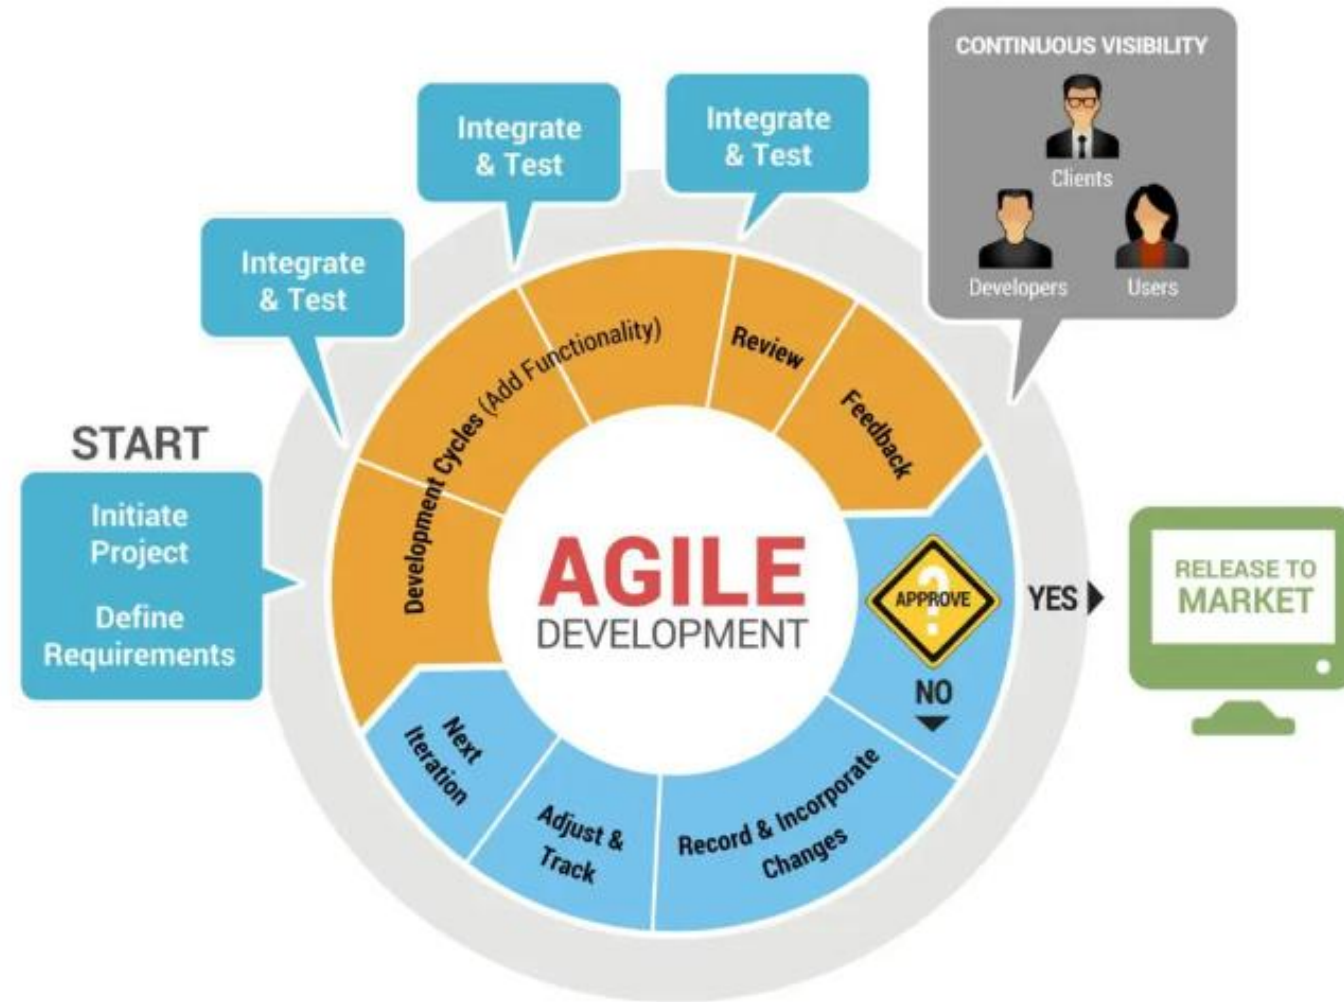 CONTINUOUS VISIBILITY
Clients
Developers
Users
Integrate
& Test
Integrate
& Test
Integrate
& Test
START
Initiate
Project
Define
Requirements
Development Cycles (Add Functionality)
Review
Feedback
AGILE
DEVELOPMENT
?
APPROVE
YES
NO
RELEASE TO
MARKET
Record & Incorporate
Changes
Adjust &
Track
Next
Iteration